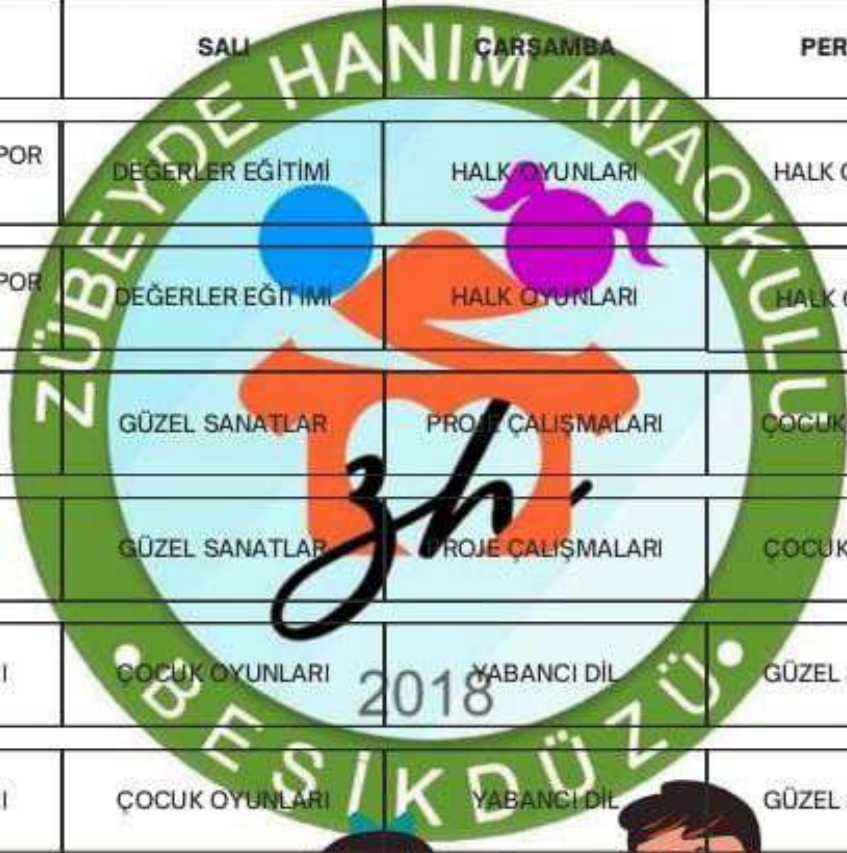 SALI ÇARŞAMBA PER
POR DEĞERLER EĞİTİMİ HALK OYUNLARI HALK
POR DEĞERLER EĞİTİMİ HALK OYUNLARI HALK
GÜZEL SANATLAR PROJE ÇALIŞMALARI ÇOCUK
GÜZEL SANATLAR PROJE ÇALIŞMALARI ÇOCUK
I ÇOCUK OYUNLARI YABANCI DİL GÜZEL
I ÇOCUK OYUNLARI YABANCI DİL GÜZEL
ZÜBEYDE HANIM ANAOKULU
zh
2018
BEŞİKDÜZÜ